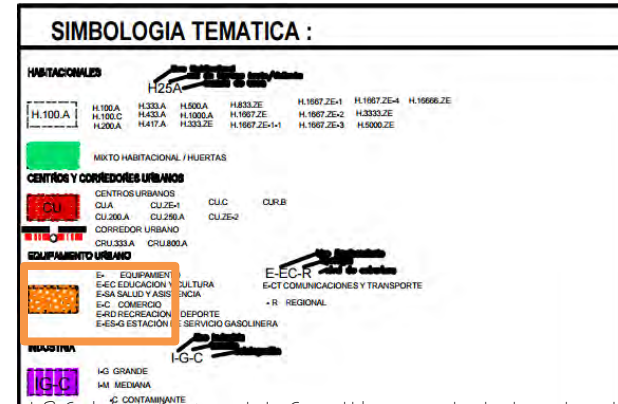 SIMBOLOGIA TEMATICA :
HABITACIONALES
H25A
H.100.A H.100.A H.333.A H.500.A H.833.ZE H.1667.ZE-1 H.1667.ZE-4 H.16666.ZE
H.100.C H.433.A H.1000.A H.1667.ZE H.1667.ZE-2 H.3333.ZE
H.200.A H.417.A H.333.ZE H.1667.ZE-1-1 H.1667.ZE-3 H.5000.ZE
MIXTO HABITACIONAL / HUERTAS
CENTROS Y CORREDORES URBANOS
CENTROS URBANOS
CU CU.A CU.ZE-1 CU.C CUR.B
CU.200.A CU.250.A CU.ZE-2
CORREDOR URBANO
CRU.333.A CRU.800.A
EQUIPAMIENTO URBANO
E- EQUIPAMIENTO E-EC-R
E-EC EDUCACION Y CULTURA E-CT COMUNICACIONES Y TRANSPORTE
E-SA SALUD Y ASISTENCIA
E-C COMERCIO - R REGIONAL
E-RD RECREACION DEPORTE
E-ES-G ESTACIÓN DE SERVICIO GASOLINERA
INDUSTRIA
I-G-C
I-G GRANDE
I-G-C I-M MEDIANA
-C CONTAMINANTE